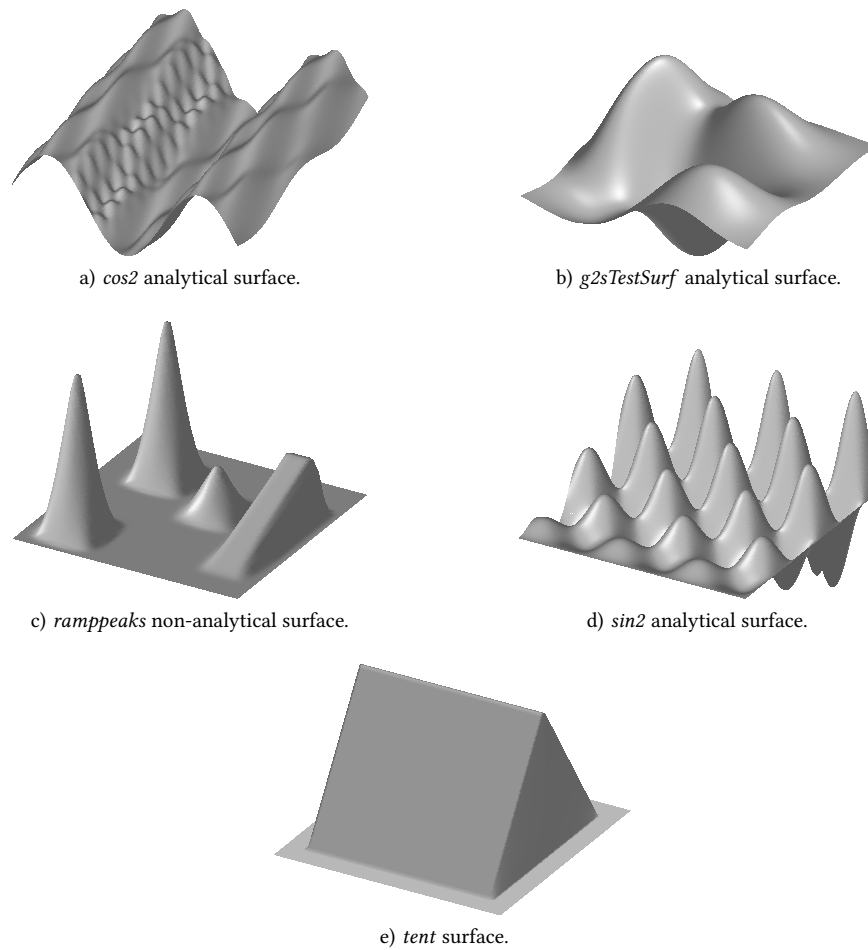 a) cos2 analytical surface.
b) g2sTestSurf analytical surface.
c) ramppeaks non-analytical surface.
d) sin2 analytical surface.
e) tent surface.